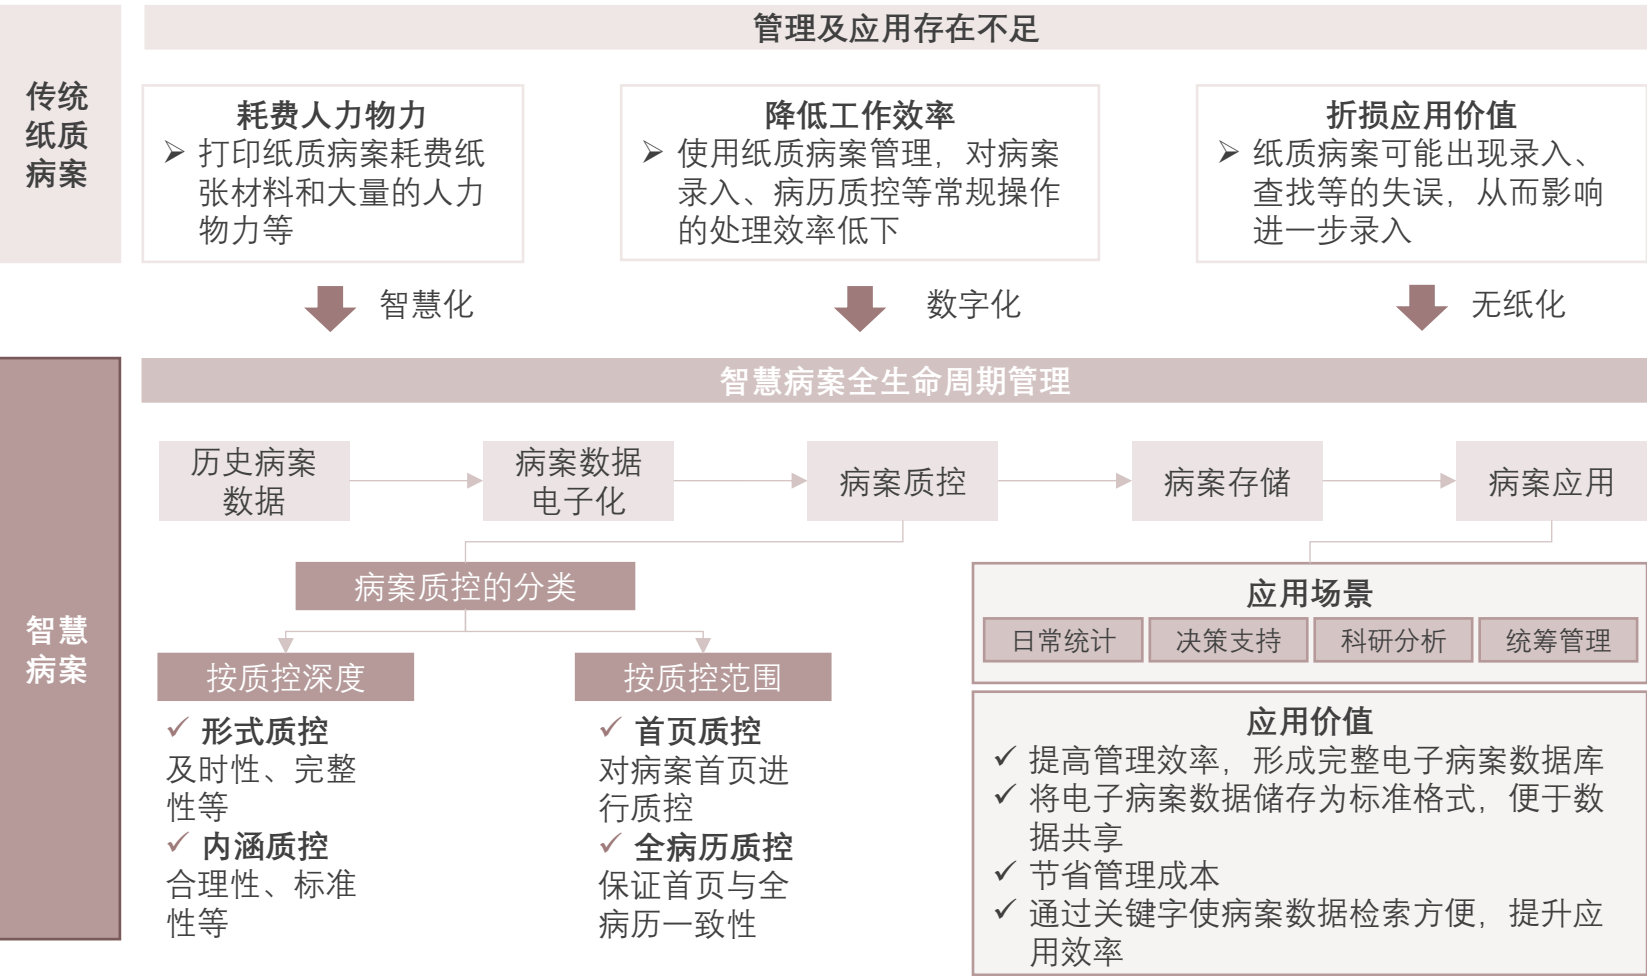 管理及应用存在不足
传统
纸质
病案
耗费人力物力
打印纸质病案耗费纸
张材料和大量的人力
物力等
降低工作效率
使用纸质病案管理，对病案
录入、病历质控等常规操作
的处理效率低下
折损应用价值
纸质病案可能出现录入、
查找等的失误，从而影响
进一步录入
智慧化
数字化
无纸化
智慧
病案
智慧病案全生命周期管理
历史病案
数据
病案数据
电子化
病案质控
病案存储
病案应用
病案质控的分类
按质控深度
✓ 形式质控
及时性、完整
性等
✓ 内涵质控
合理性、标准
性等
按质控范围
✓ 首页质控
对病案首页进
行质控
✓ 全病历质控
保证首页与全
病历一致性
应用场景
日常统计
决策支持
科研分析
统筹管理
应用价值
✓ 提高管理效率，形成完整电子病案数据库
✓ 将电子病案数据储存为标准格式，便于数
据共享
✓ 节省管理成本
✓ 通过关键字使病案数据检索方便，提升应
用效率